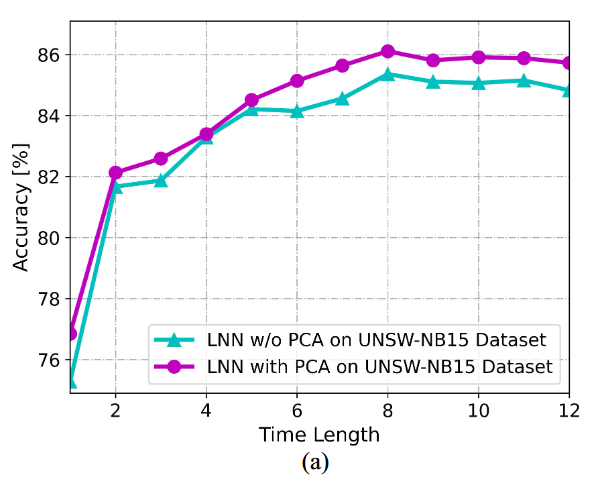 86
84
82
80
78
76
Accuracy [%]
LNN w/o PCA on UNSW-NB15 Dataset
LNN with PCA on UNSW-NB15 Dataset
2 4 6 8 10 12
Time Length
(a)